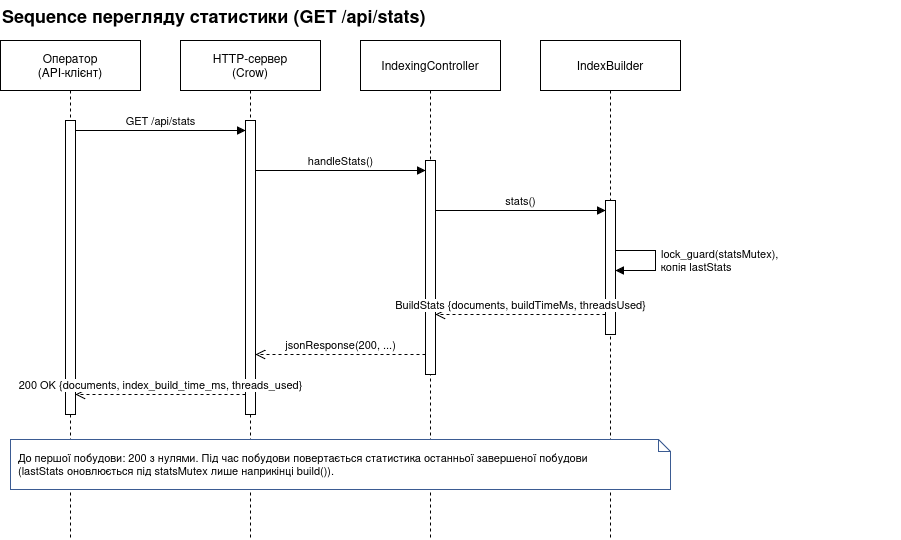 Sequence перегляду статистики (GET /api/stats)
Оператор
(API-клієнт)
HTTP-сервер
(Crow)
IndexingController
IndexBuilder
GET /api/stats
handleStats()
stats()
lock_guard(statsMutex),
копія lastStats
BuildStats {documents, buildTimeMs, threadsUsed}
jsonResponse(200, ...)
200 OK {documents, index_build_time_ms, threads_used}
До першої побудови: 200 з нулями. Під час побудови повертається статистика останньої завершеної побудови
(lastStats оновлюється під statsMutex лише наприкінці build()).